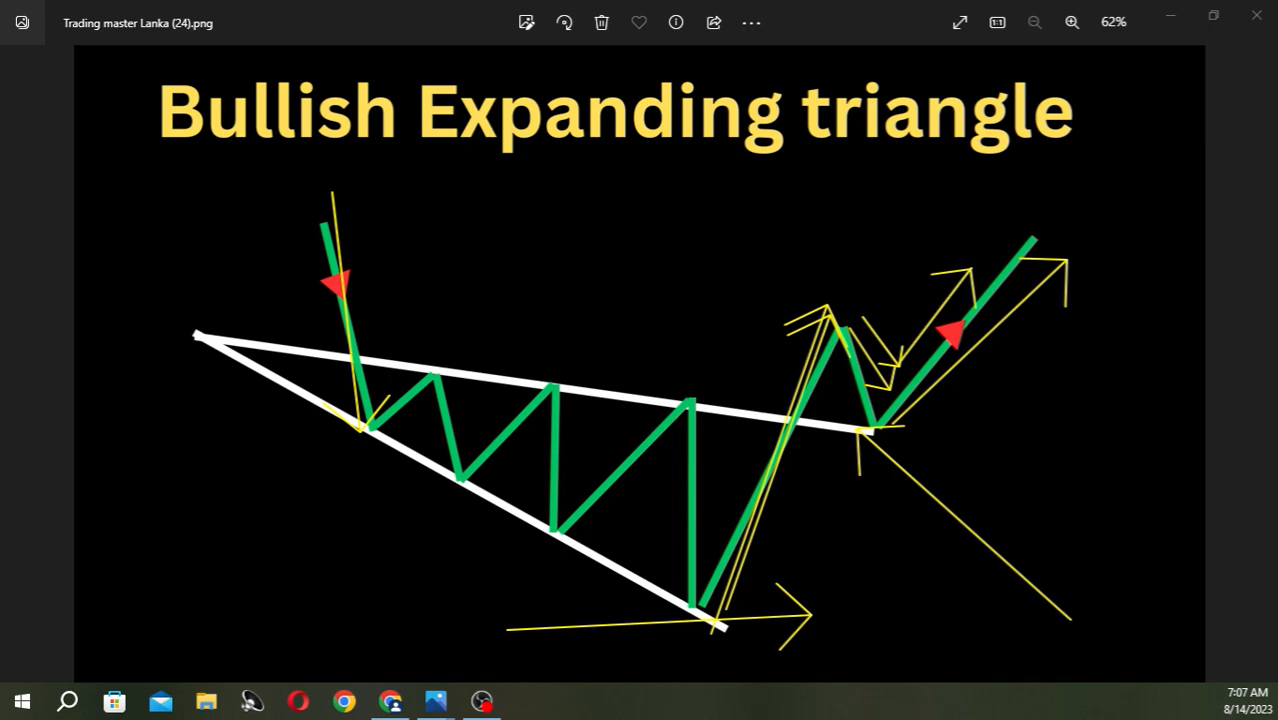 Trading master Lanka (24).png
62%
Bullish Expanding triangle
7:07 AM
8/14/2023